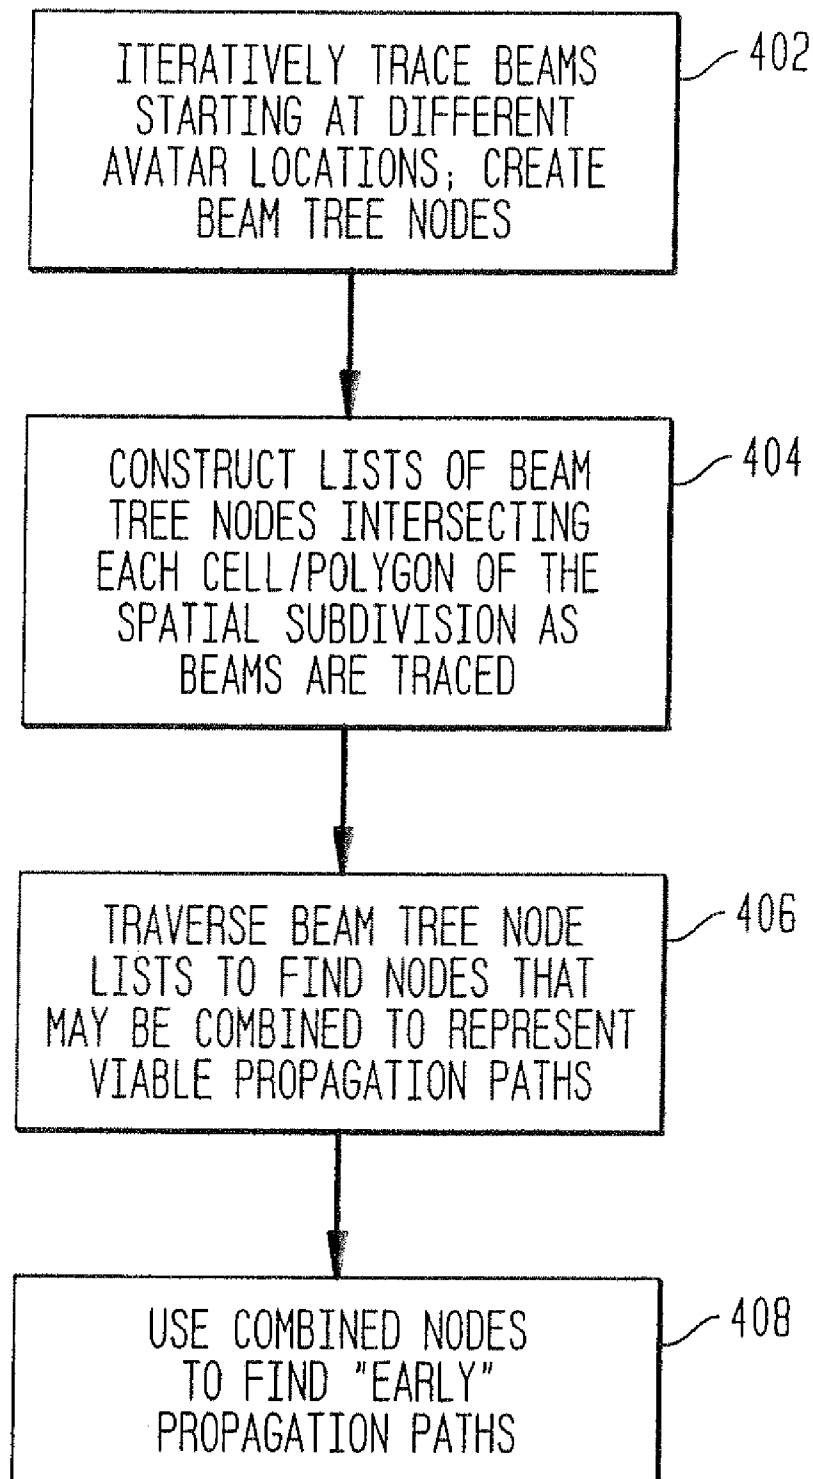 ITERATIVELY TRACE BEAMS
STARTING AT DIFFERENT
AVATAR LOCATIONS; CREATE
BEAM TREE NODES
402
CONSTRUCT LISTS OF BEAM
TREE NODES INTERSECTING
EACH CELL/POLYGON OF THE
SPATIAL SUBDIVISION AS
BEAMS ARE TRACED
404
TRAVERSE BEAM TREE NODE
LISTS TO FIND NODES THAT
MAY BE COMBINED TO REPRESENT
VIABLE PROPAGATION PATHS
406
USE COMBINED NODES
TO FIND "EARLY"
PROPAGATION PATHS
408